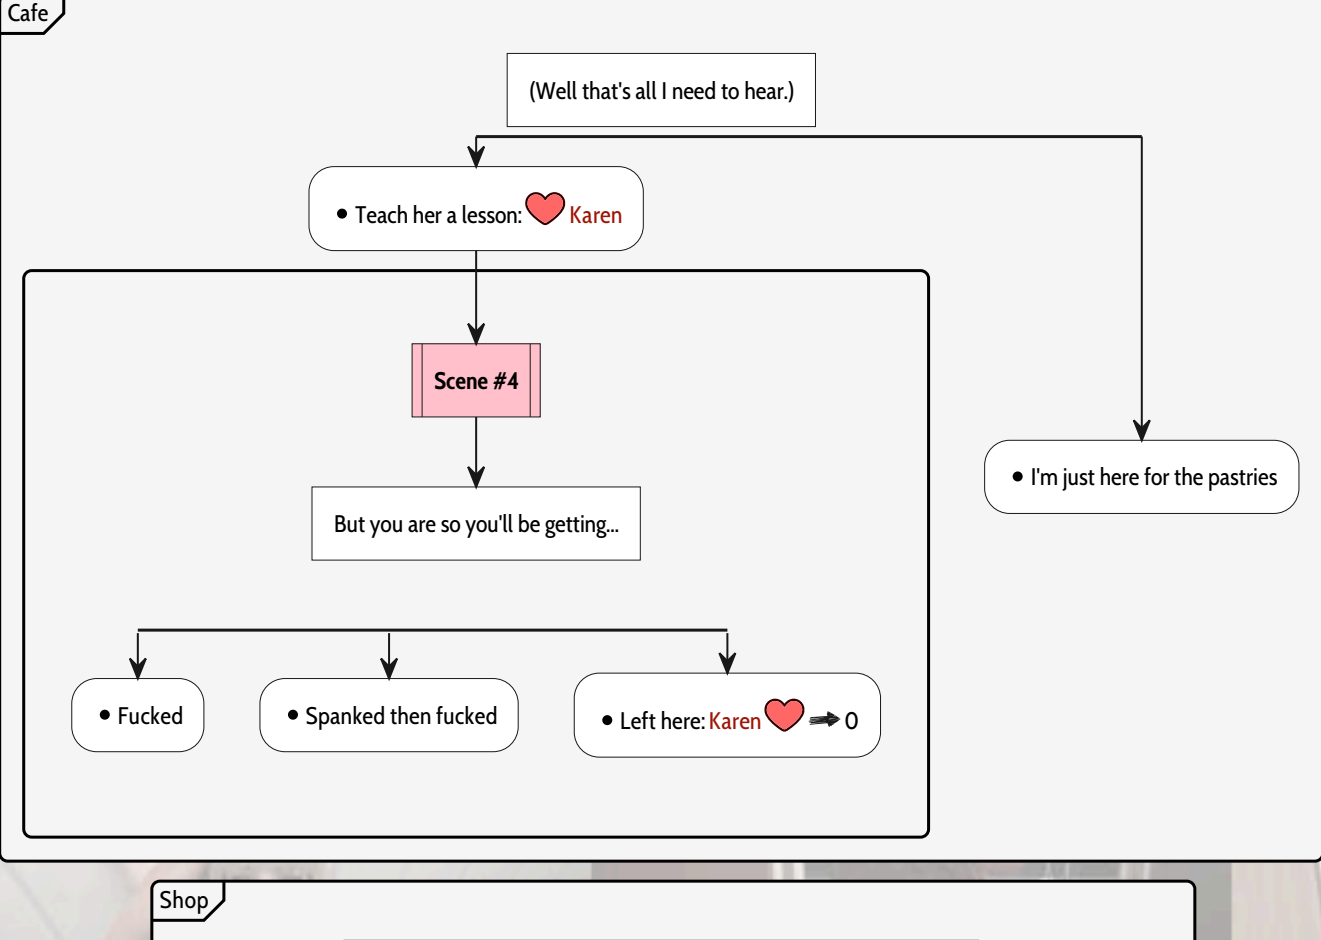 Cafe
(Well that's all I need to hear.)
• Teach her a lesson: Karen
Scene #4
But you are so you'll be getting...
• I'm just here for the pastries
• Fucked
• Spanked then fucked
• Left here: Karen 0
Shop